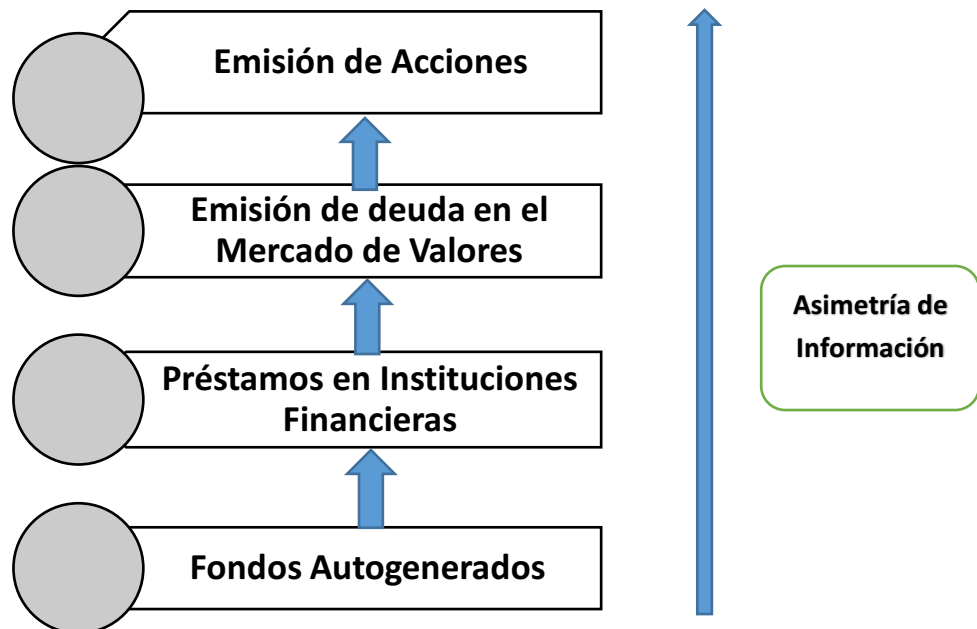 Emisión de Acciones
Emisión de deuda en el
Mercado de Valores
Asimetría de
Información
Préstamos en Instituciones
Financieras
Fondos Autogenerados